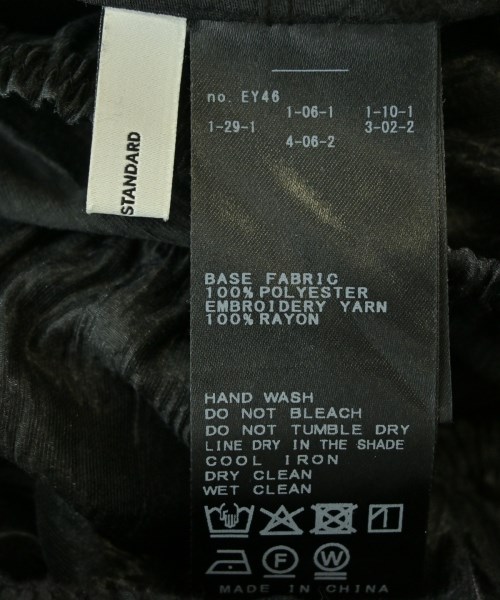 STANDARD
no. EY46
1-06-1 1-10-1
1-29-1 3-02-2
4-06-2
BASE FABRIC
100% POLYESTER
EMBROIDERY YARN
100% RAYON
HAND WASH
DO NOT BLEACH
DO NOT TUMBLE DRY
LINE DRY IN THE SHADE
COOL IRON
DRY CLEAN
WET CLEAN
F W
MADE IN CHINA